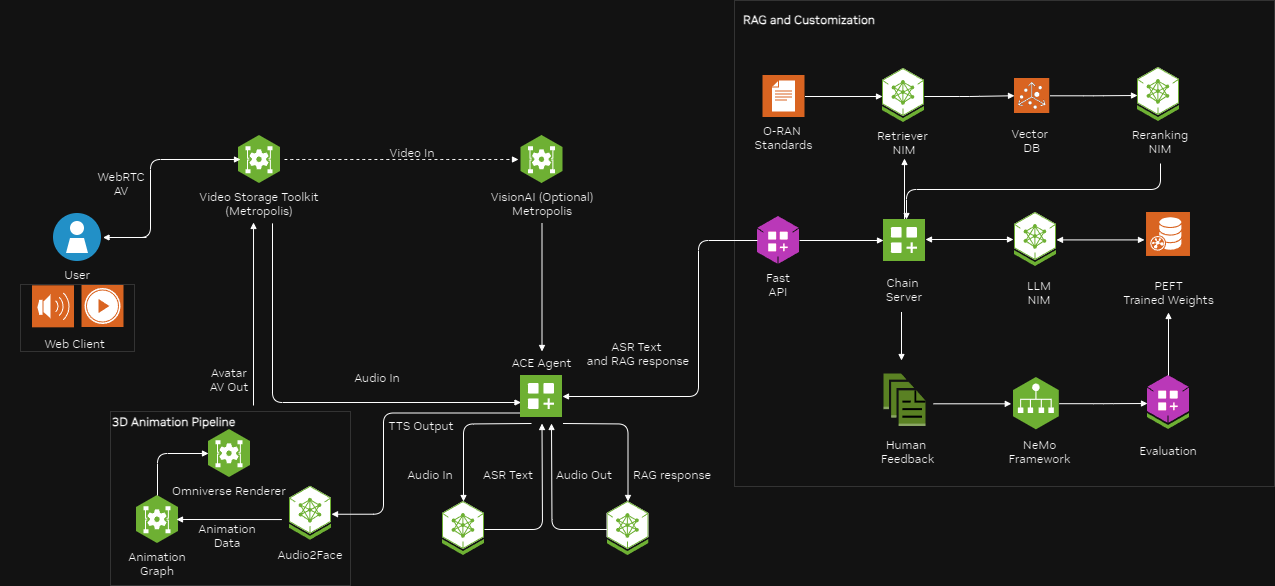 RAG and Customization
O-RAN
Standards
Retriever
NIM
Vector
DB
Reranking
NIM
WebRTC
AV
Video Storage Toolkit
(Metropolis)
Video In
VisionAI (Optional)
Metropolis
User
Web Client
Fast
API
Chain
Server
LLM
NIM
PEFT
Trained Weights
ASR Text
and RAG response
ACE Agent
Avatar
AV Out
Audio In
3D Animation Pipeline
TTS Output
Omniverse Renderer
Animation
Data
Animation
Graph
Audio2Face
Audio In
ASR Text
Audio Out
RAG response
Human
Feedback
NeMo
Framework
Evaluation